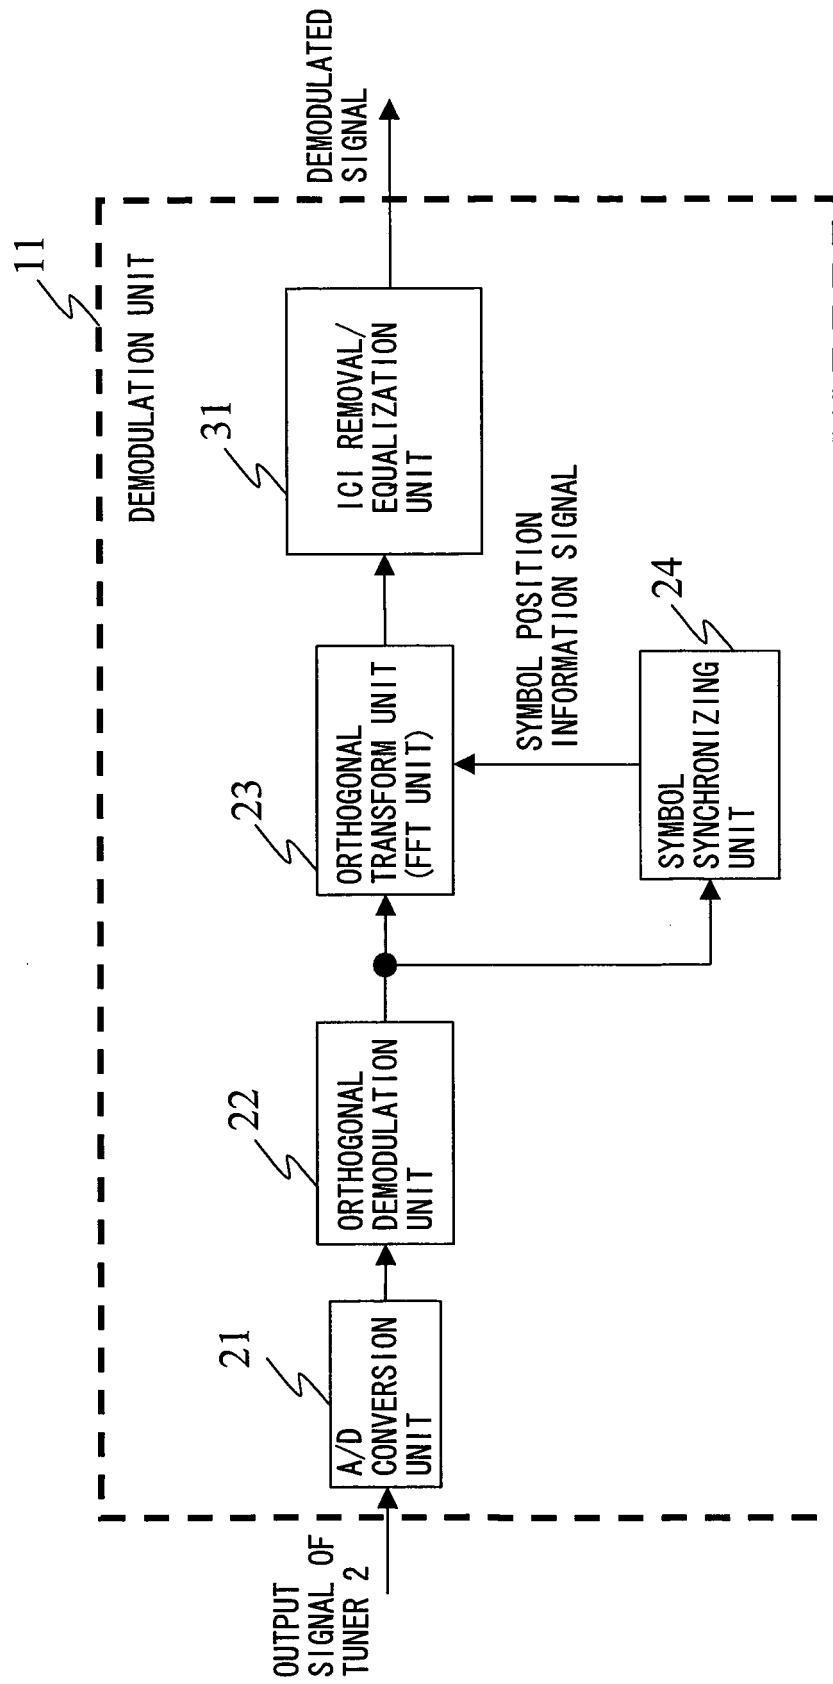 11
DEMODULATION UNIT
OUTPUT
SIGNAL OF
TUNER 2
21
A/D
CONVERSION
UNIT
22
ORTHOGONAL
DEMODULATION
UNIT
23
ORTHOGONAL
TRANSFORM UNIT
(FFT UNIT)
31
ICI REMOVAL/
EQUALIZATION
UNIT
DEMODULATED
SIGNAL
SYMBOL POSITION
INFORMATION SIGNAL
24
SYMBOL
SYNCHRONIZING
UNIT